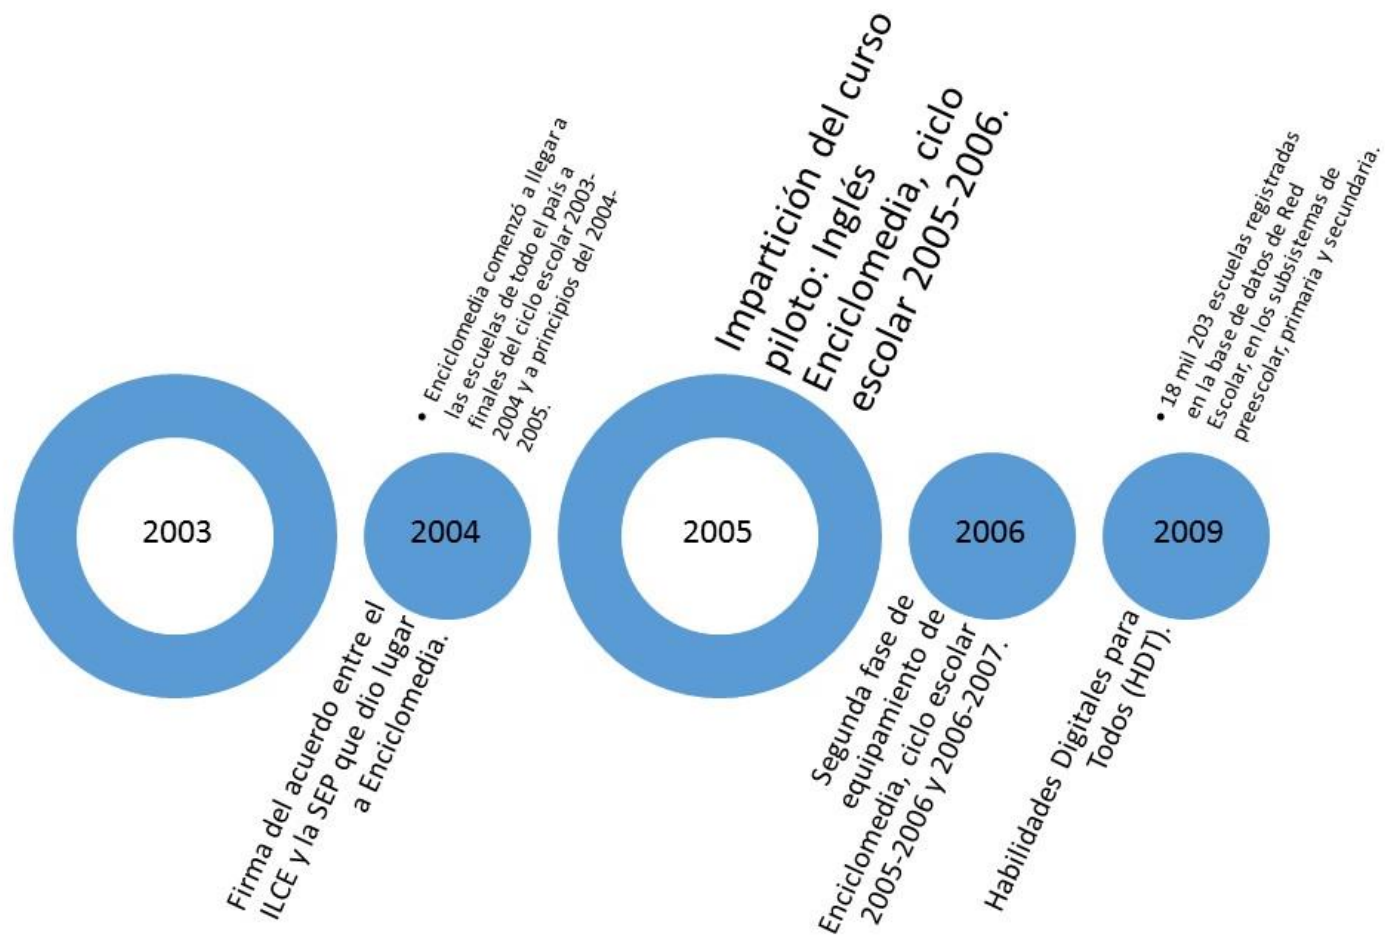 2003
2004
• Enciclomedia comenzó a llegar a
las escuelas de todo el país a
finales del ciclo escolar 2003-
2004 y a principios del 2004-
2005.
Firma del acuerdo entre el
ILCE y la SEP que dio lugar
a Enciclomedia.
2005
Impartición del curso
piloto: Inglés
Enciclomedia, ciclo
escolar 2005-2006.
2006
Segunda fase de
equipamiento de
Enciclomedia, ciclo escolar
2005-2006 y 2006-2007.
2009
• 18 mil 203 escuelas registradas
en la base de datos de Red
Escolar, en los subsistemas de
preescolar, primaria y secundaria.
Habilidades Digitales para
Todos (HDT).